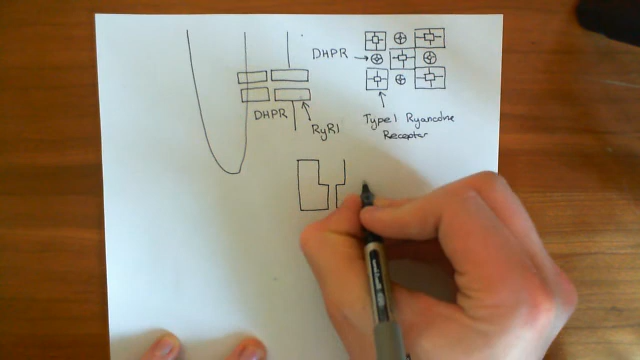 DHPR
DHPR
RyR1
Type 1 Ryanodine
Receptor